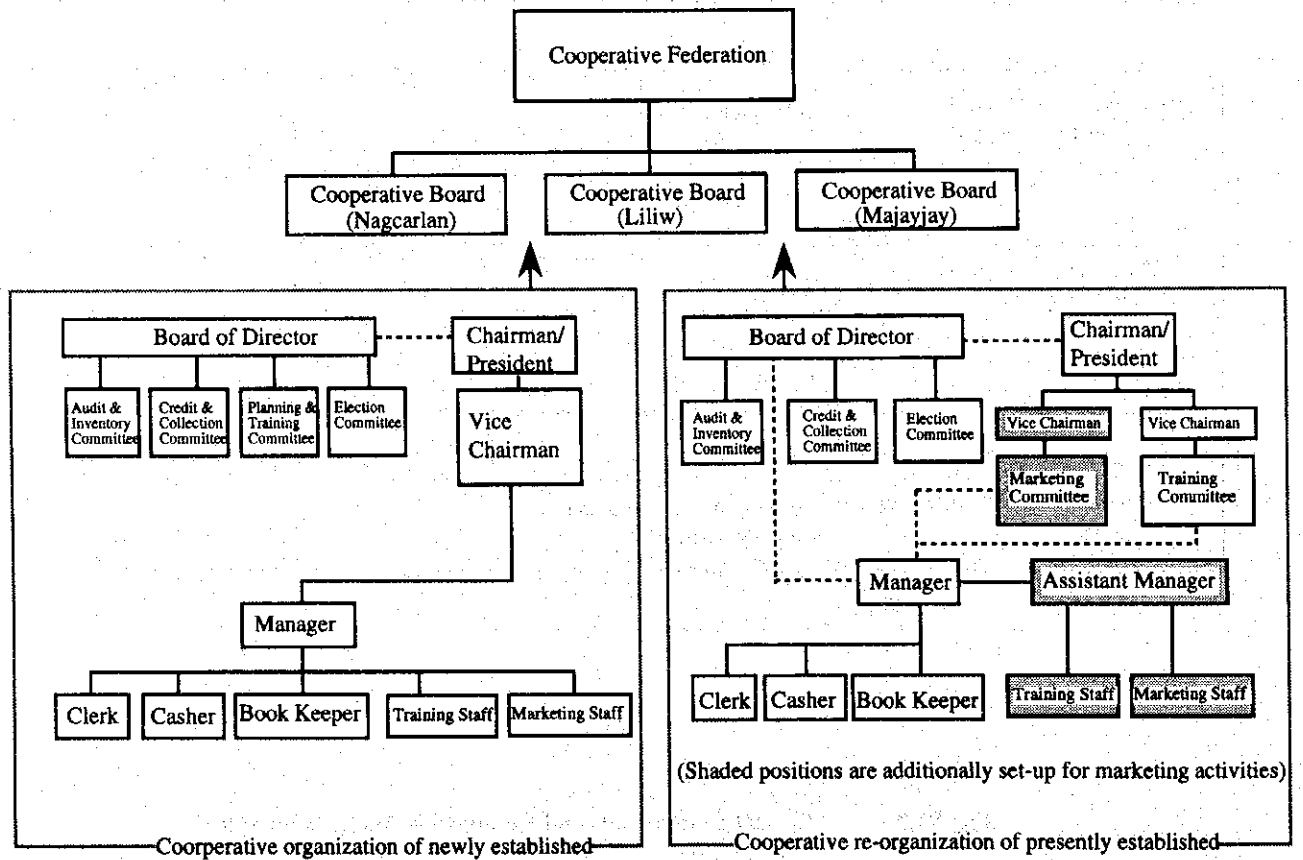 Cooperative Federation
Cooperative Board
(Nagcarlan)
Cooperative Board
(Liliw)
Cooperative Board
(Majayjay)
Board of Director
Chairman/
President
Audit &
Inventory
Committee
Credit &
Collection
Committee
Planning &
Training
Committee
Election
Committee
Vice
Chairman
Manager
Clerk
Casher
Book Keeper
Training Staff
Marketing Staff
Coorperative organization of newly established
Board of Director
Chairman/
President
Audit &
Inventory
Committee
Credit &
Collection
Committee
Election
Committee
Vice Chairman
Vice Chairman
Marketing
Committee
Training
Committee
Manager
Assistant Manager
Clerk
Casher
Book Keeper
Training Staff
Marketing Staff
(Shaded positions are additionally set-up for marketing activities)
Cooperative re-organization of presently established